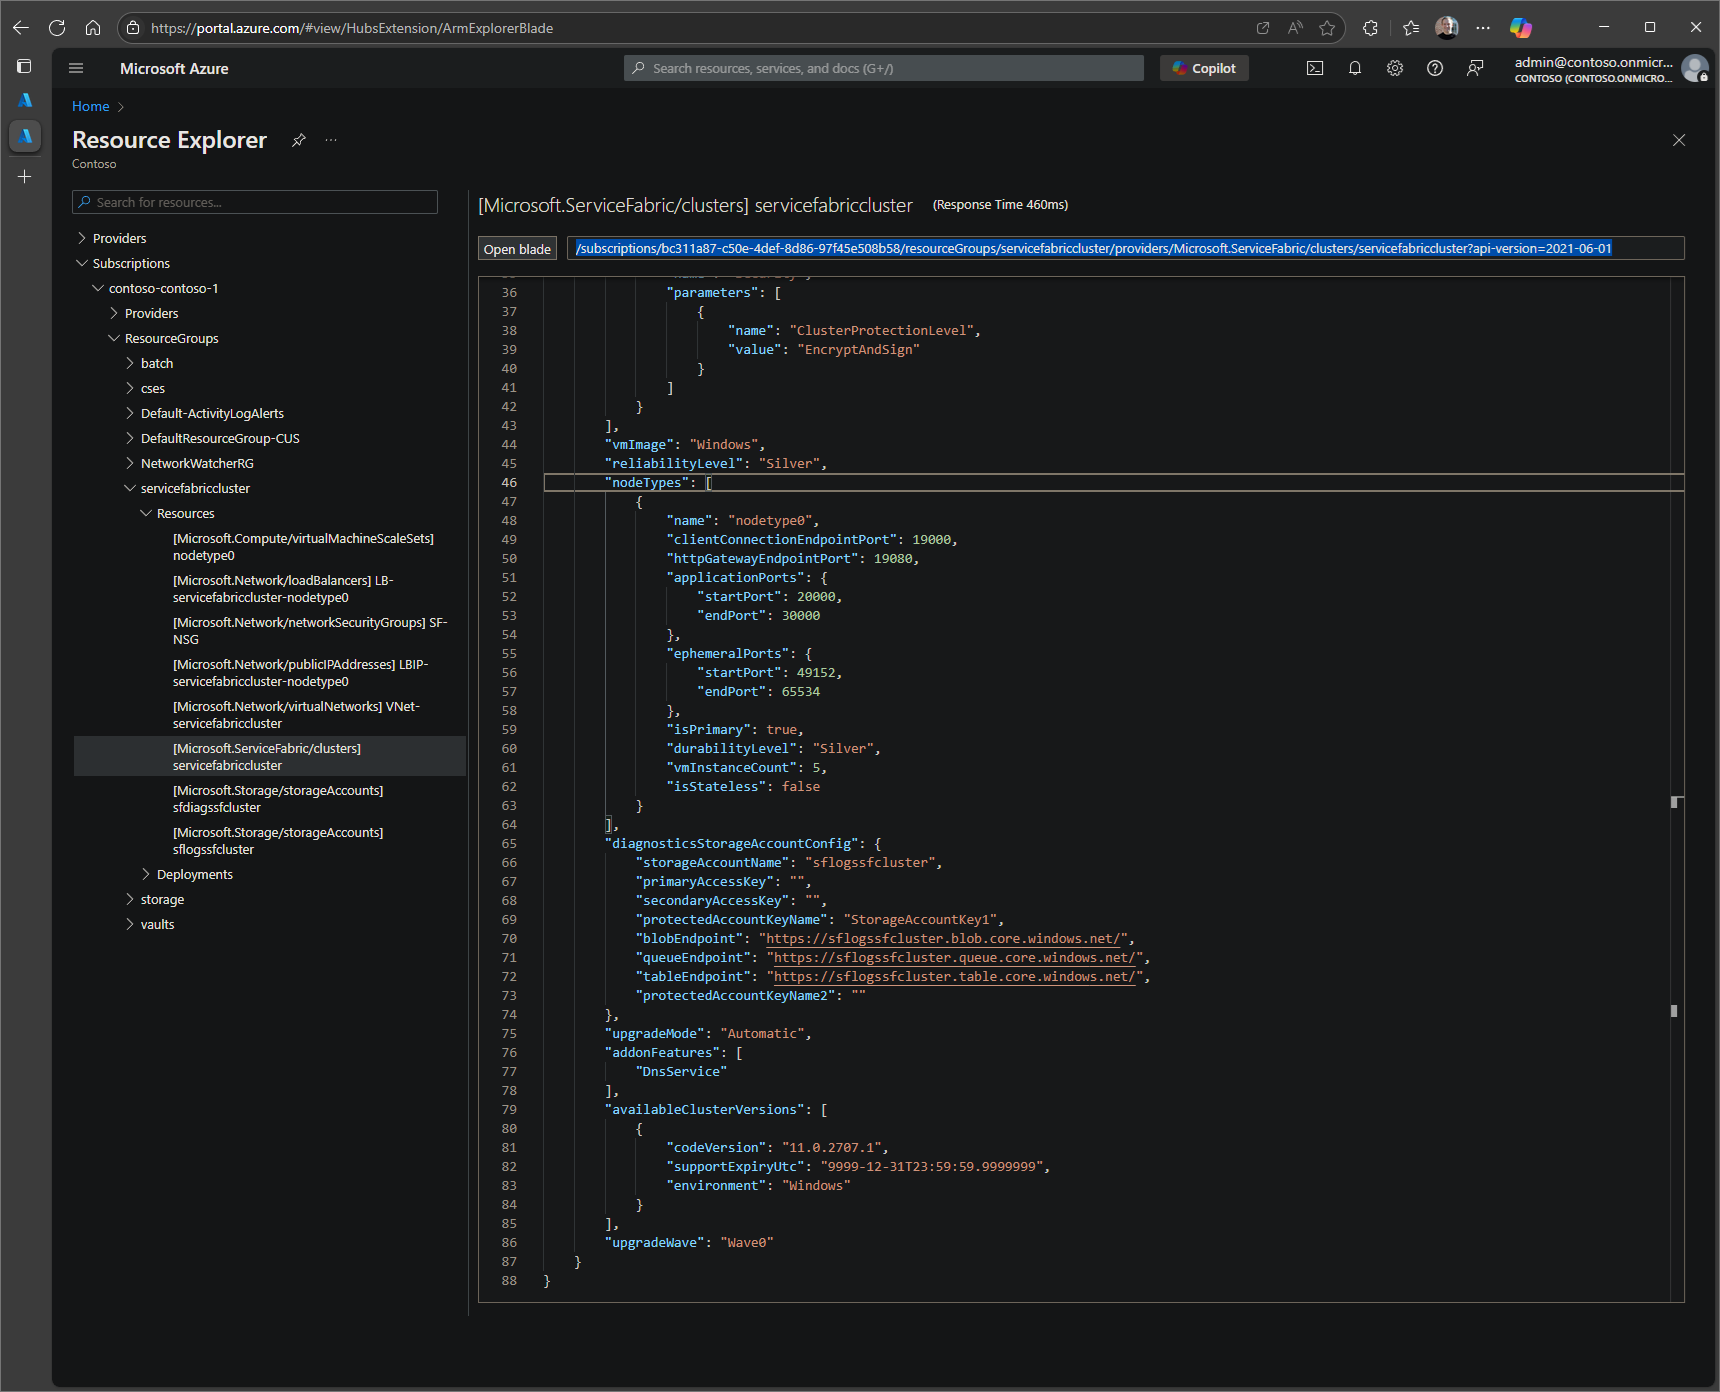 https://portal.azure.com/#view/HubsExtension/ArmExplorerBlade
Microsoft Azure
Search resources, services, and docs (G+/)
Copilot
admin@contoso.onmicr...
CONTOSO (CONTOSO.ONMICRO...
Home
Resource Explorer
Contoso
Search for resources...
Providers
Subscriptions
contoso-contoso-1
Providers
ResourceGroups
batch
cses
Default-ActivityLogAlerts
DefaultResourceGroup-CUS
NetworkWatcherRG
servicefabriccluster
Resources
[Microsoft.Compute/virtualMachineScaleSets]
nodetype0
[Microsoft.Network/loadBalancers] LB-
servicefabriccluster-nodetype0
[Microsoft.Network/networkSecurityGroups] SF-
NSG
[Microsoft.Network/publicIPAddresses] LBIP-
servicefabriccluster-nodetype0
[Microsoft.Network/virtualNetworks] VNet-
servicefabriccluster
[Microsoft.ServiceFabric/clusters]
servicefabriccluster
[Microsoft.Storage/storageAccounts]
sfdiagssfcluster
[Microsoft.Storage/storageAccounts]
sflogssfcluster
Deployments
storage
vaults
[Microsoft.ServiceFabric/clusters] servicefabriccluster (Response Time 460ms)
Open blade /subscriptions/bc311a87-c50e-4def-8d86-97f45e508b58/resourceGroups/servicefabriccluster/providers/Microsoft.ServiceFabric/clusters/servicefabriccluster?api-version=2021-06-01
36 "parameters": [
37 {
38 "name": "ClusterProtectionLevel",
39 "value": "EncryptAndSign"
40 }
41 ]
42 }
43 ],
44 "vmImage": "Windows",
45 "reliabilityLevel": "Silver",
46 "nodeTypes": [
47 {
48 "name": "nodetype0",
49 "clientConnectionEndpointPort": 19000,
50 "httpGatewayEndpointPort": 19080,
51 "applicationPorts": {
52 "startPort": 20000,
53 "endPort": 30000
54 },
55 "ephemeralPorts": {
56 "startPort": 49152,
57 "endPort": 65534
58 },
59 "isPrimary": true,
60 "durabilityLevel": "Silver",
61 "vmInstanceCount": 5,
62 "isStateless": false
63 }
64 ],
65 "diagnosticsStorageAccountConfig": {
66 "storageAccountName": "sflogssfcluster",
67 "primaryAccessKey": "",
68 "secondaryAccessKey": "",
69 "protectedAccountKeyName": "StorageAccountKey1",
70 "blobEndpoint": "https://sflogssfcluster.blob.core.windows.net/",
71 "queueEndpoint": "https://sflogssfcluster.queue.core.windows.net/",
72 "tableEndpoint": "https://sflogssfcluster.table.core.windows.net/",
73 "protectedAccountKeyName2": ""
74 },
75 "upgradeMode": "Automatic",
76 "addonFeatures": [
77 "DnsService"
78 ],
79 "availableClusterVersions": [
80 {
81 "codeVersion": "11.0.2707.1",
82 "supportExpiryUtc": "9999-12-31T23:59:59.9999999",
83 "environment": "Windows"
84 }
85 ],
86 "upgradeWave": "Wave0"
87 }
88 }